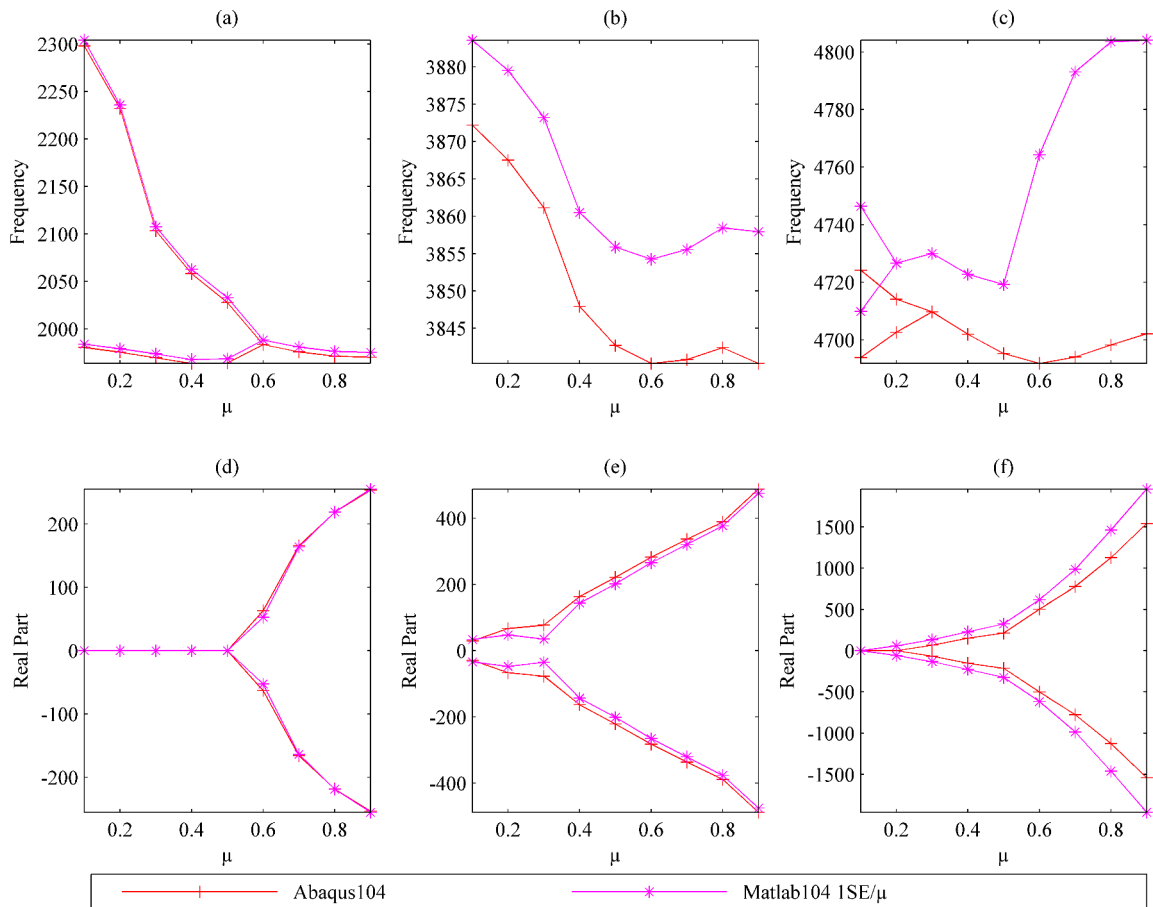 (a)
2300
2250
2200
2150
2100
2050
2000
Frequency
0.2 0.4 0.6 0.8
μ
(b)
3880
3875
3870
3865
3860
3855
3850
3845
Frequency
0.2 0.4 0.6 0.8
μ
(c)
4800
4780
4760
4740
4720
4700
Frequency
0.2 0.4 0.6 0.8
μ
(d)
200
100
0
-100
-200
Real Part
0.2 0.4 0.6 0.8
μ
(e)
400
200
0
-200
-400
Real Part
0.2 0.4 0.6 0.8
μ
(f)
1500
1000
500
0
-500
-1000
-1500
Real Part
0.2 0.4 0.6 0.8
μ
Abaqus104
Matlab104 1SE/μ